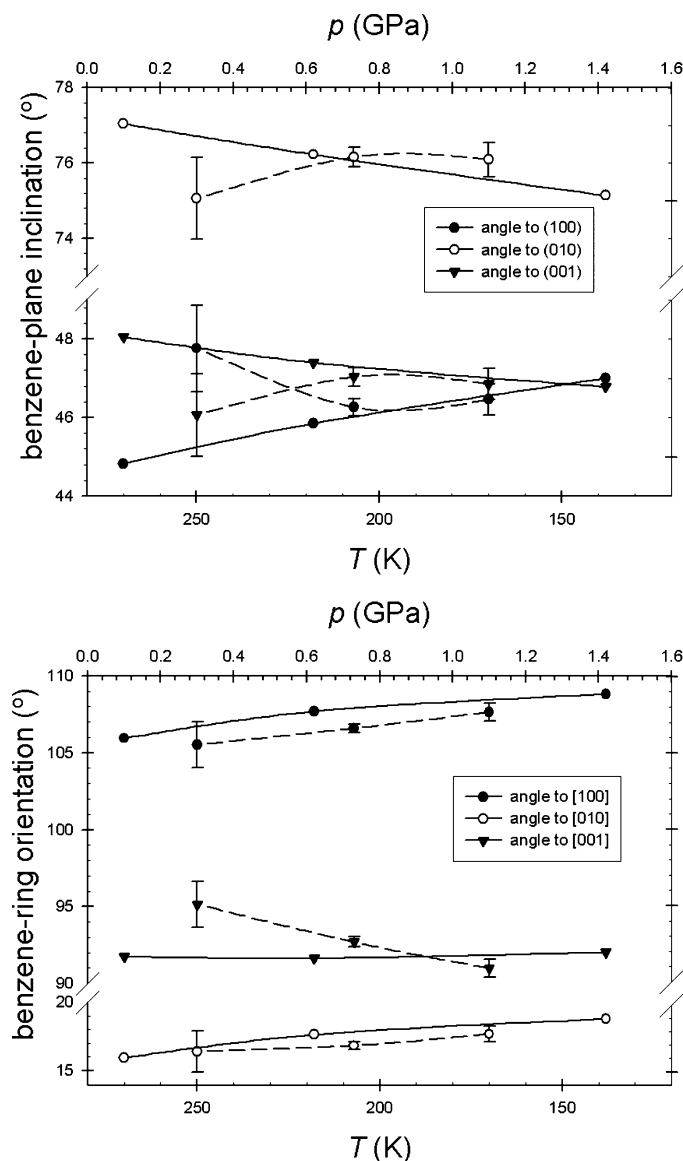 p (GPa)
0.0 0.2 0.4 0.6 0.8 1.0 1.2 1.4 1.6
78
76
74
48
46
44
benzene-plane inclination (º)
angle to (100)
angle to (010)
angle to (001)
250 200 150
T (K)
p (GPa)
0.0 0.2 0.4 0.6 0.8 1.0 1.2 1.4 1.6
110
105
100
95
90
20
15
benzene-ring orientation (º)
angle to [100]
angle to [010]
angle to [001]
250 200 150
T (K)